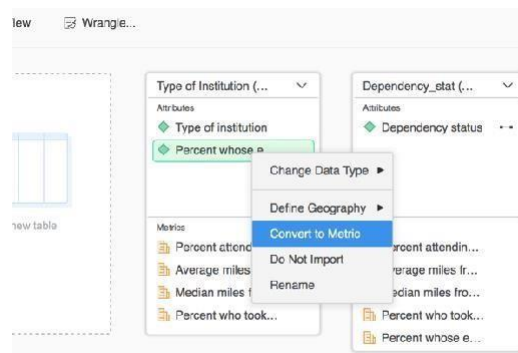 iew Wrangle...
Type of Institution (...
Attributes
Type of institution
Percent whose e
Metrics
Percent attend
Average miles
Median miles f
Percent who took...
Dependency_stat (...
Attributes
Dependency status
Change Data Type
Define Geography
Convert to Metric
Do Not Import
Rename
ercent attendin...
verage miles fr...
edian miles fro...
Percent who took...
Percent whose e...
new table